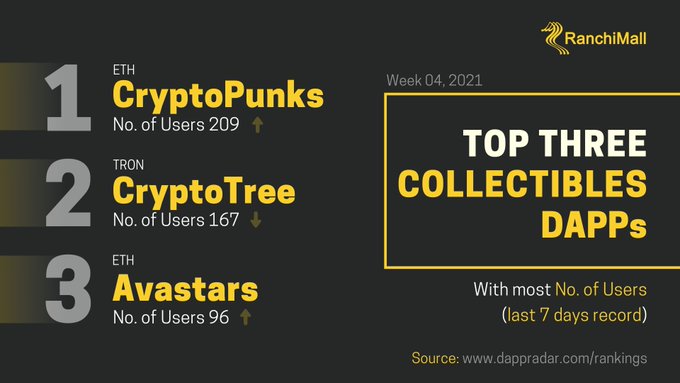 RanchiMall
Week 04, 2021
TOP THREE
COLLECTIBLES
DAPPs
With most No. of Users
(last 7 days record)
1
ETH
CryptoPunks
No. of Users 209
2
TRON
CryptoTree
No. of Users 167
3
ETH
Avastars
No. of Users 96
Source: www.dappradar.com/rankings